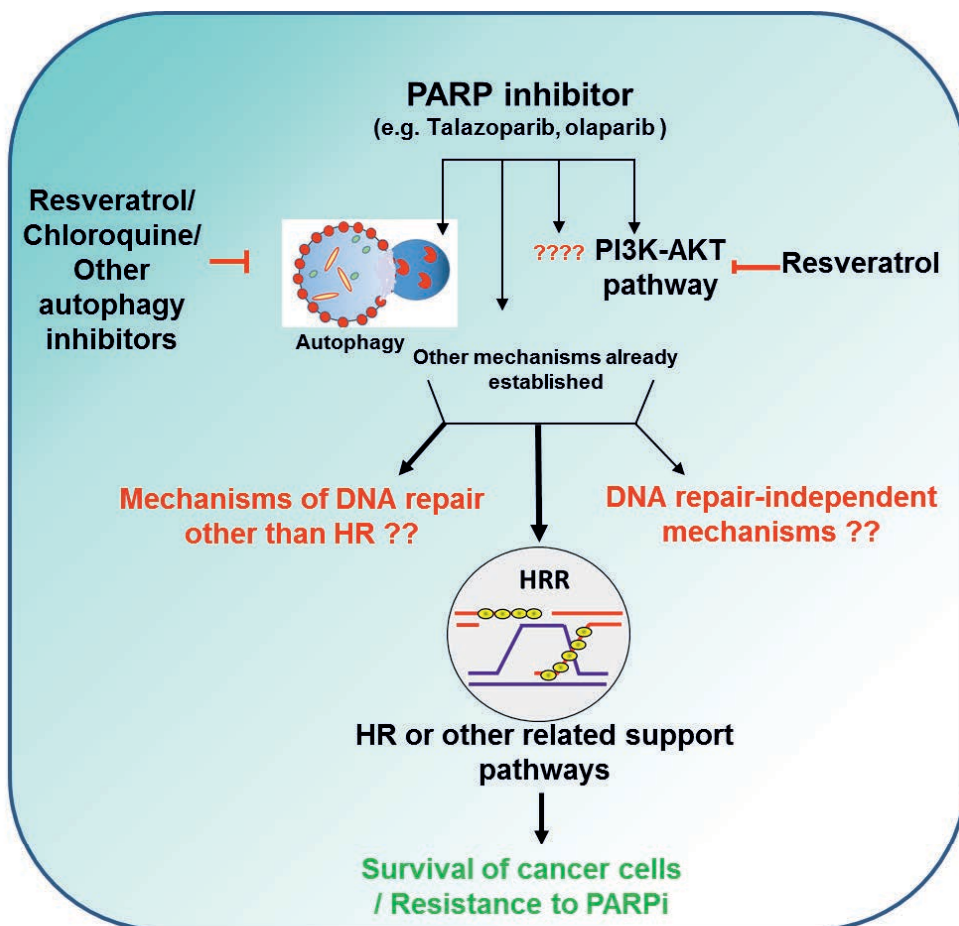 PARP inhibitor
(e.g. Talazoparib, olaparib )
Resveratrol/
Chloroquine/
Other
autophagy
inhibitors
Autophagy
???? PI3K-AKT
pathway
Resveratrol
Other mechanisms already
established
Mechanisms of DNA repair
other than HR ??
DNA repair-independent
mechanisms ??
HRR
HR or other related support
pathways
Survival of cancer cells
/ Resistance to PARPi